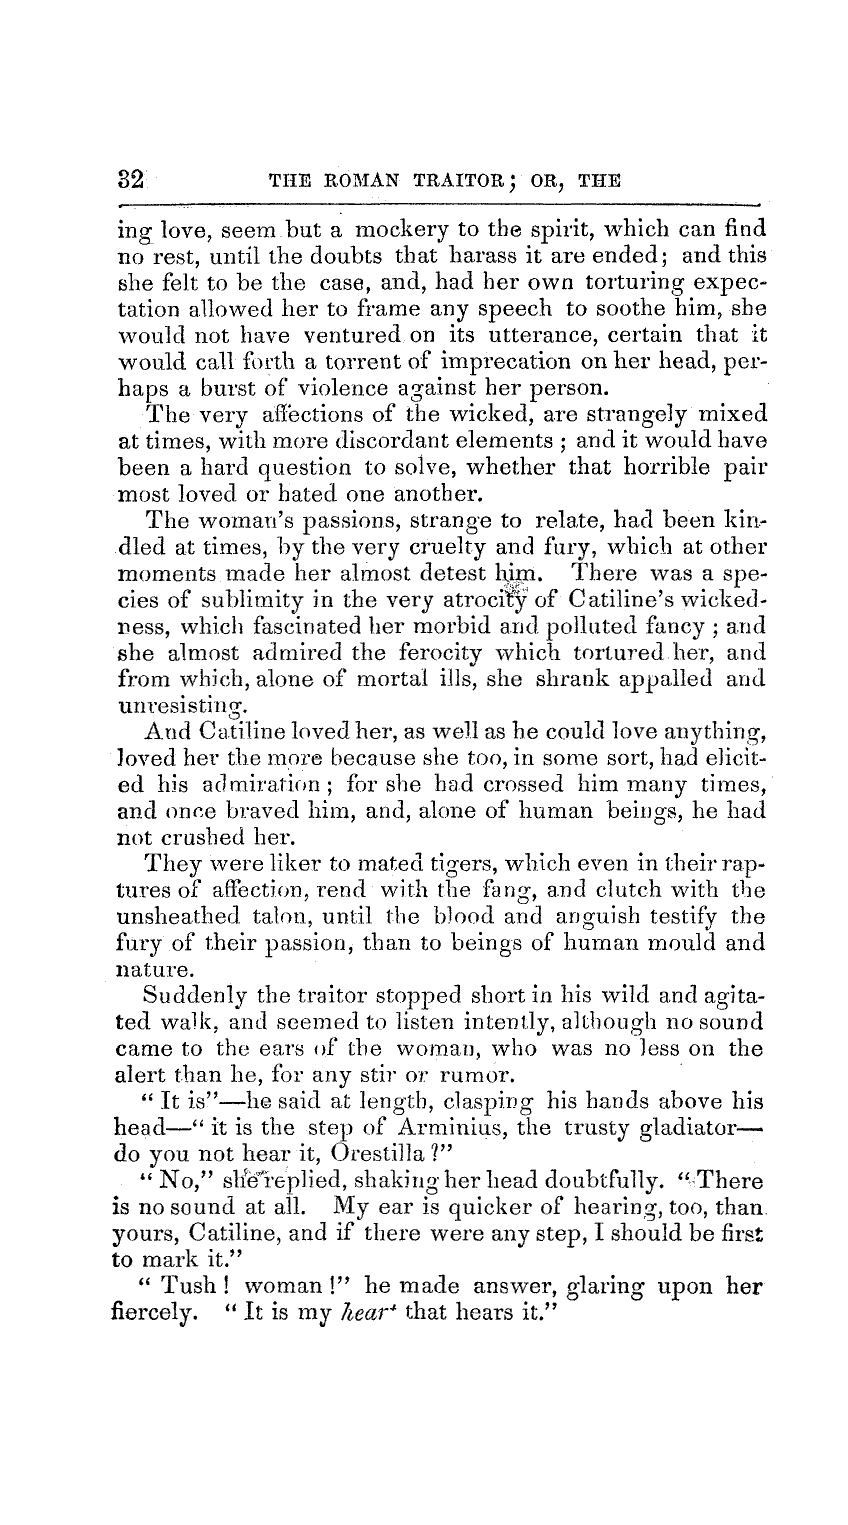 32 THE ROMAN TRAITOR; OR, THE
ing love, seem but a mockery to the spirit, which can find
no rest, until the doubts that harass it are ended; and this
she felt to be the case, and, had her own torturing expec-
tation allowed her to frame any speech to soothe him, she
would not have ventured on its utterance, certain that it
would call forth a torrent of imprecation on her head, per-
haps a burst of violence against her person.
The very affections of the wicked, are strangely mixed
at times, with more discordant elements ; and it would have
been a hard question to solve, whether that horrible pair
most loved or hated one another.
The woman's passions, strange to relate, had been kin-
dled at times, by the very cruelty and fury, which at other
moments made her almost detest him. There was a spe-
cies of sublimity in the very atrocity of Catiline's wicked-
ness, which fascinated her morbid and polluted fancy ; and
she almost admired the ferocity which tortured her, and
from which, alone of mortal ills, she shrank appalled and
unresisting.
And Catiline loved her, as well as he could love anything,
loved her the more because she too, in some sort, had elicit-
ed his admiration ; for she had crossed him many times,
and once braved him, and, alone of human beings, he had
not crushed her.
They were liker to mated tigers, which even in their rap-
tures of affection, rend with the fang, and clutch with the
unsheathed talon, until the blood and anguish testify the
fury of their passion, than to beings of human mould and
nature.
Suddenly the traitor stopped short in his wild and agita-
ted walk, and seemed to listen intently, although no sound
came to the ears of the woman, who was no less on the
alert than he, for any stir or rumor.
“ It is”—he said at length, clasping his hands above his
head—“ it is the step of Arminius, the trusty gladiator—
do you not hear it, Orestilla ?”
“ No,” she replied, shaking her head doubtfully. “ There
is no sound at all. My ear is quicker of hearing, too, than
yours, Catiline, and if there were any step, I should be first
to mark it.”
“ Tush ! woman !” he made answer, glaring upon her
fiercely. “ It is my heart that hears it.”